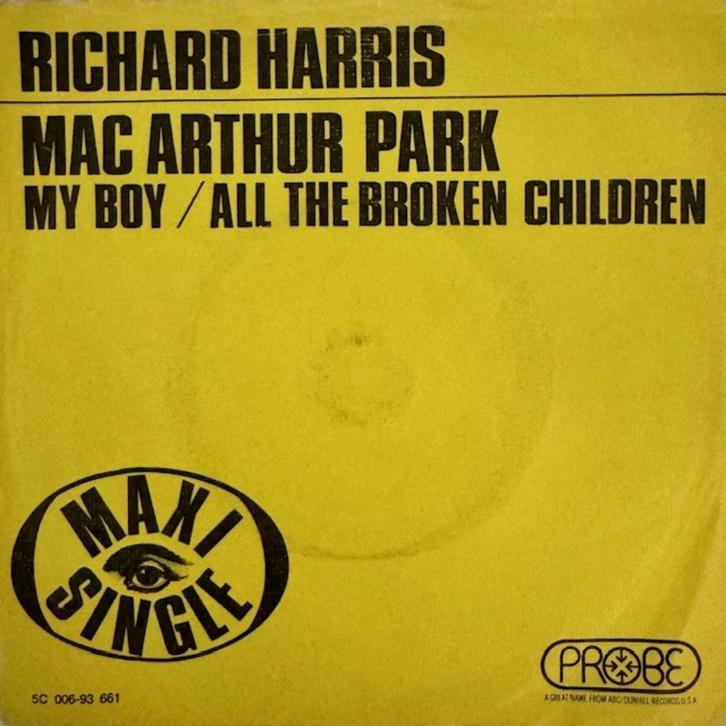 RICHARD HARRIS
MAC ARTHUR PARK
MY BOY / ALL THE BROKEN CHILDREN
MAXI
SINGLE
PROBE
A GREAT NAME FROM ABC/DUNHILL RECORDS, U.S.A
5C 006-93 661